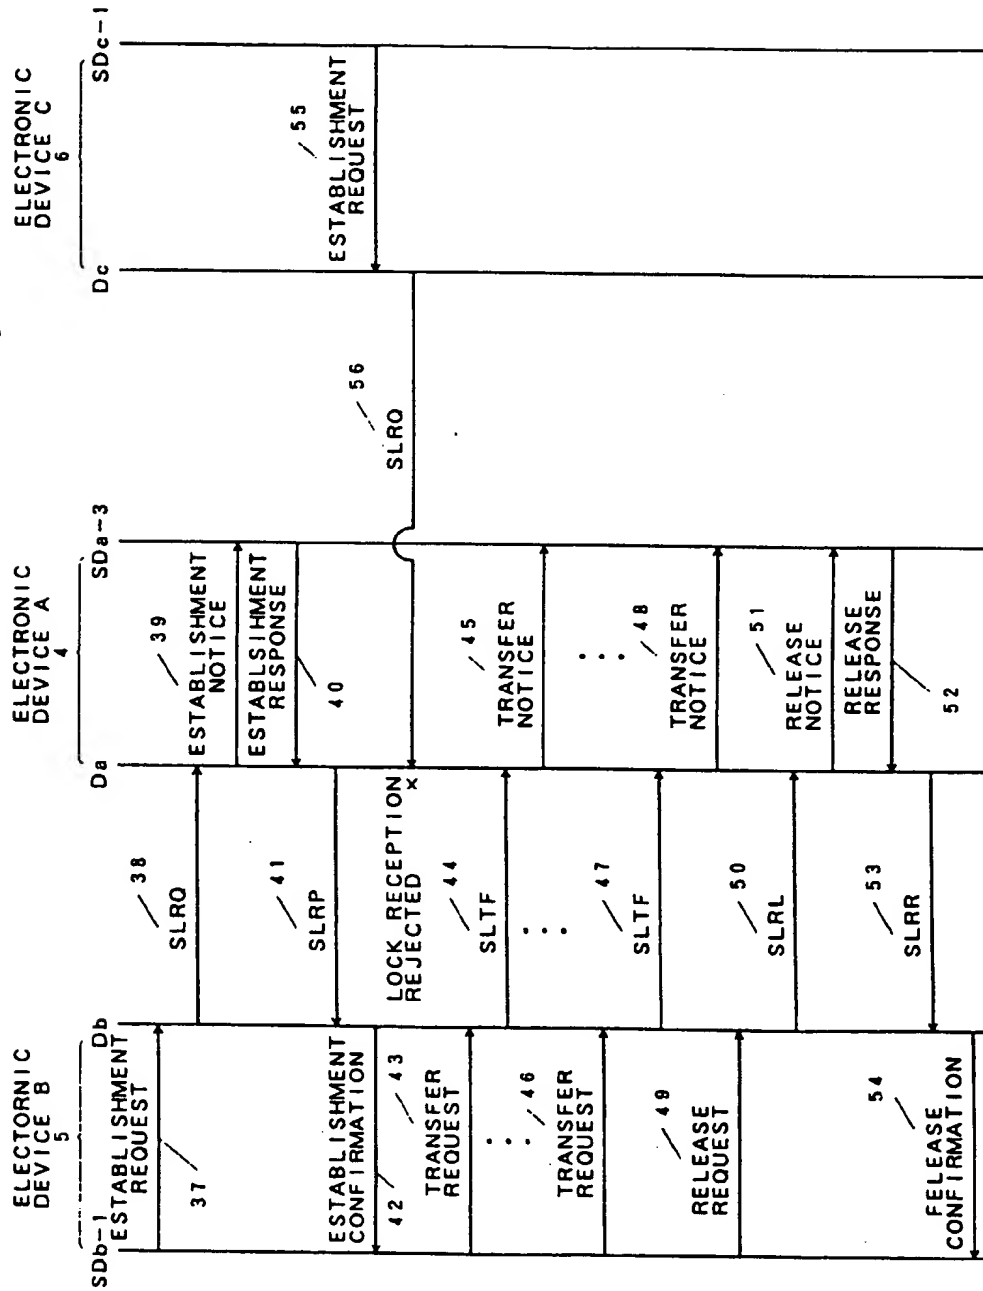 ELECTORNIC
DEVICE B
5
ELECTRONIC
DEVICE A
4
ELECTRONIC
DEVICE C
6
SDb-1
Db
Da
SDa-3
Dc
SDc-1
ESTABLISHMENT
REQUEST
37
38
SLRQ
39
ESTABLISHMENT
NOTICE
ESTABLSIHMENT
RESPONSE
40
41
SLRP
ESTABLISHMENT
CONFIRMATION
42
55
ESTABLISHMENT
REQUEST
56
SLRQ
LOCK RECEPTION
REJECTED
x
43
TRANSFER
REQUEST
44
SLTF
45
TRANSFER
NOTICE
...
...
...
46
TRANSFER
REQUEST
47
SLTF
48
TRANSFER
NOTICE
49
RELEASE
REQUEST
50
SLRL
51
RELEASE
NOTICE
RELEASE
RESPONSE
52
53
SLRR
54
FELEASE
CONFIRMATION